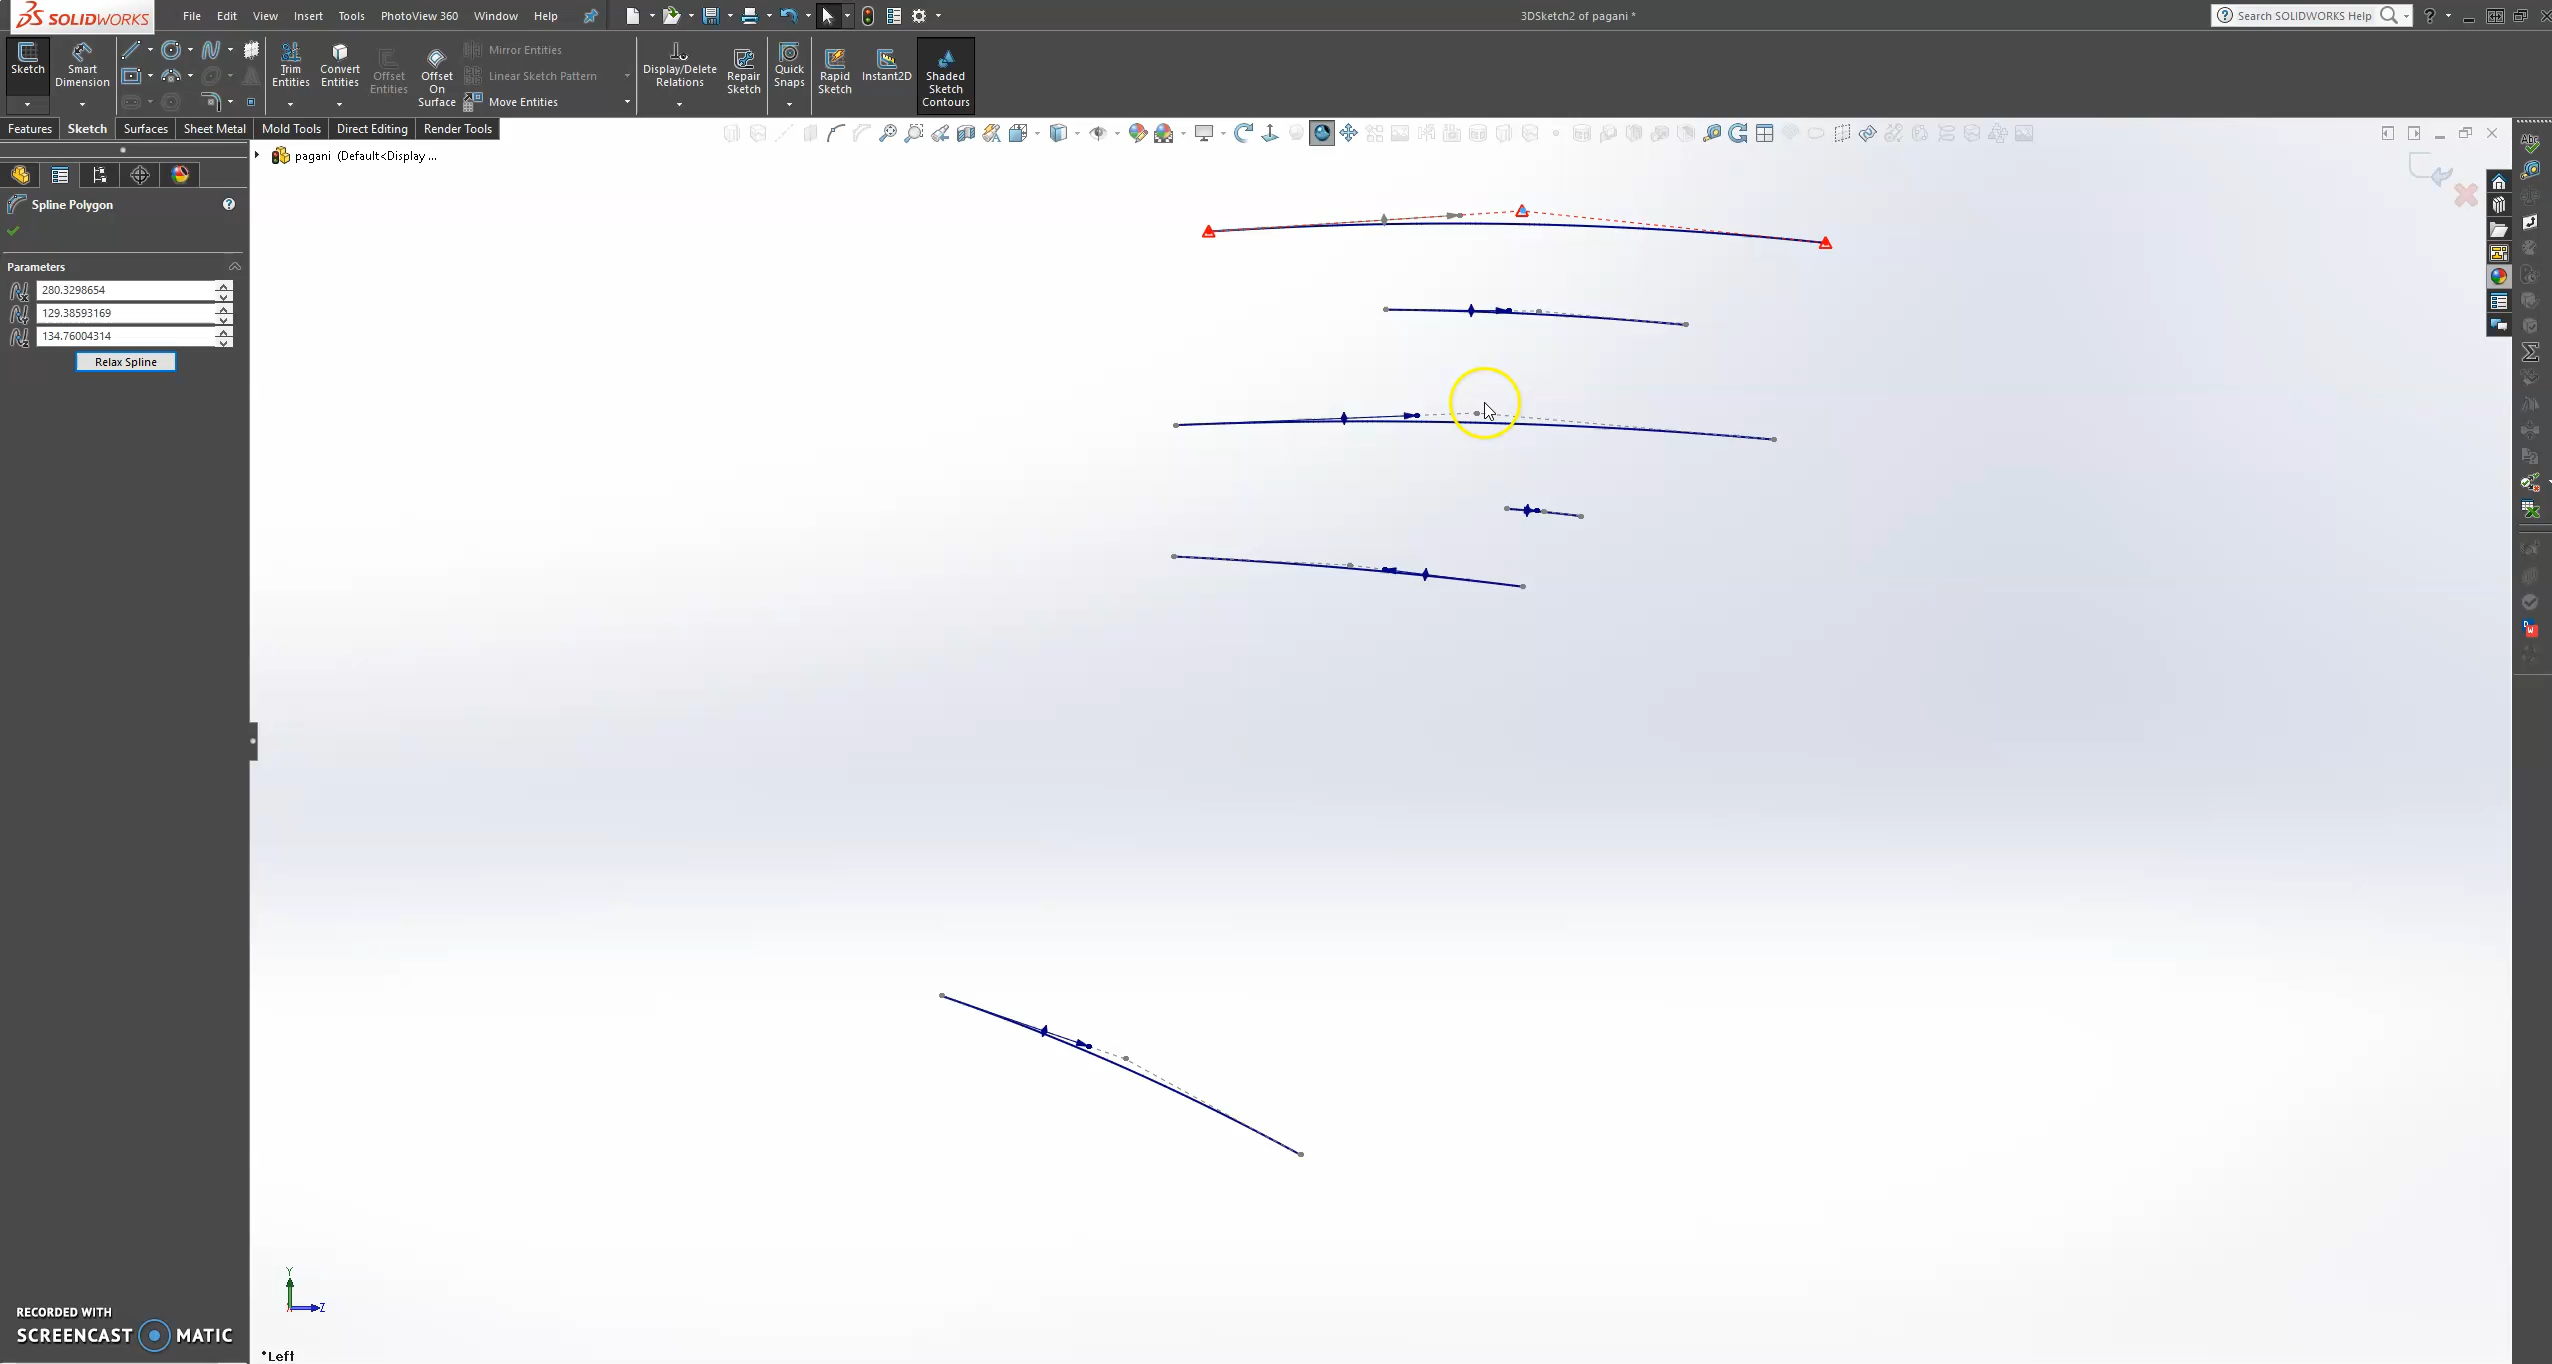 SOLIDWORKS
File Edit View Insert Tools PhotoView 360 Window Help
3DSketch2 of pagani *
Search SOLIDWORKS Help
Sketch
Smart Dimension
Trim Entities
Convert Entities
Offset Entities
Offset On Surface
Mirror Entities
Linear Sketch Pattern
Move Entities
Display/Delete Relations
Repair Sketch
Quick Snaps
Rapid Sketch
Instant2D
Shaded Sketch Contours
Features Sketch Surfaces Sheet Metal Mold Tools Direct Editing Render Tools
pagani (Default<Display ...
Spline Polygon
Parameters
280.3298654
129.38593169
134.76004314
Relax Spline
Y
Z
RECORDED WITH
SCREENCAST MATIC
*Left